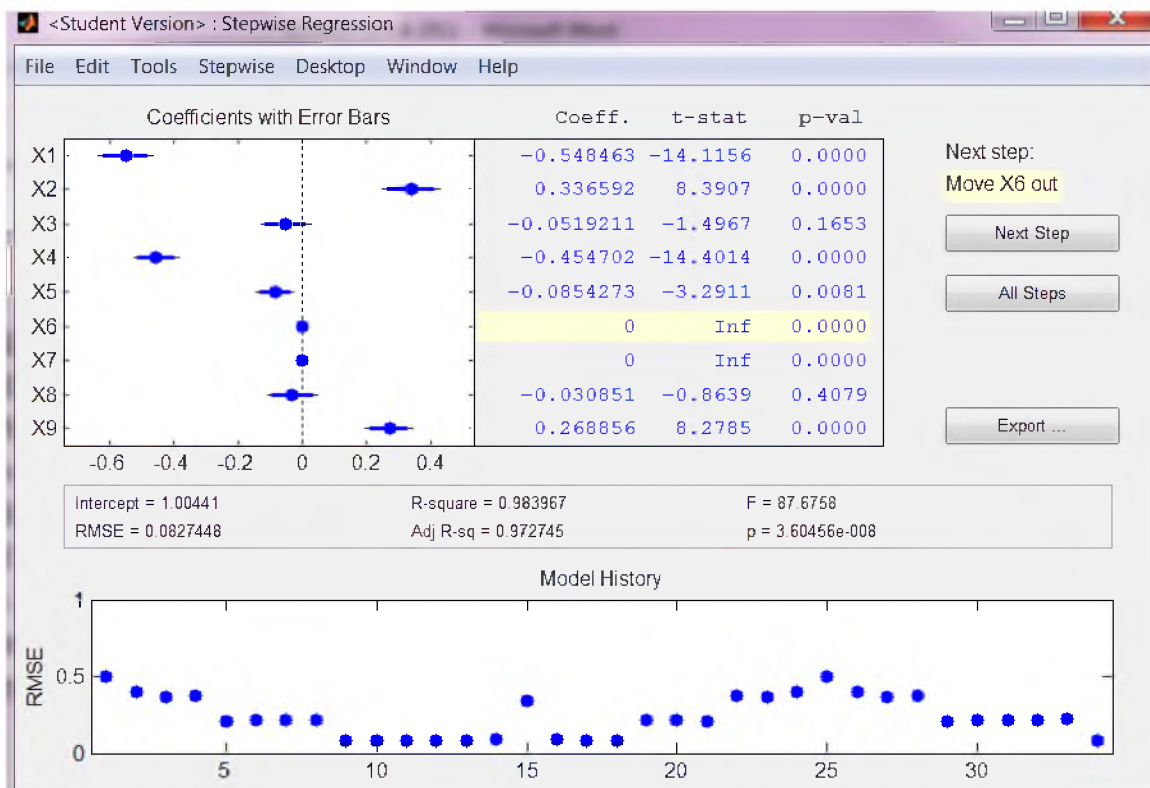 <Student Version> : Stepwise Regression
File Edit Tools Stepwise Desktop Window Help
Coefficients with Error Bars
Coeff. t-stat p-val
X1 -0.548463 -14.1156 0.0000
X2 0.336592 8.3907 0.0000
X3 -0.0519211 -1.4967 0.1653
X4 -0.454702 -14.4014 0.0000
X5 -0.0854273 -3.2911 0.0081
X6 0 Inf 0.0000
X7 0 Inf 0.0000
X8 -0.030851 -0.8639 0.4079
X9 0.268856 8.2785 0.0000
-0.6 -0.4 -0.2 0 0.2 0.4
Next step:
Move X6 out
Next Step
All Steps
Export ...
Intercept = 1.00441 R-square = 0.983967 F = 87.6758
RMSE = 0.0827448 Adj R-sq = 0.972745 p = 3.60456e-008
Model History
RMSE
1
0.5
0
5 10 15 20 25 30